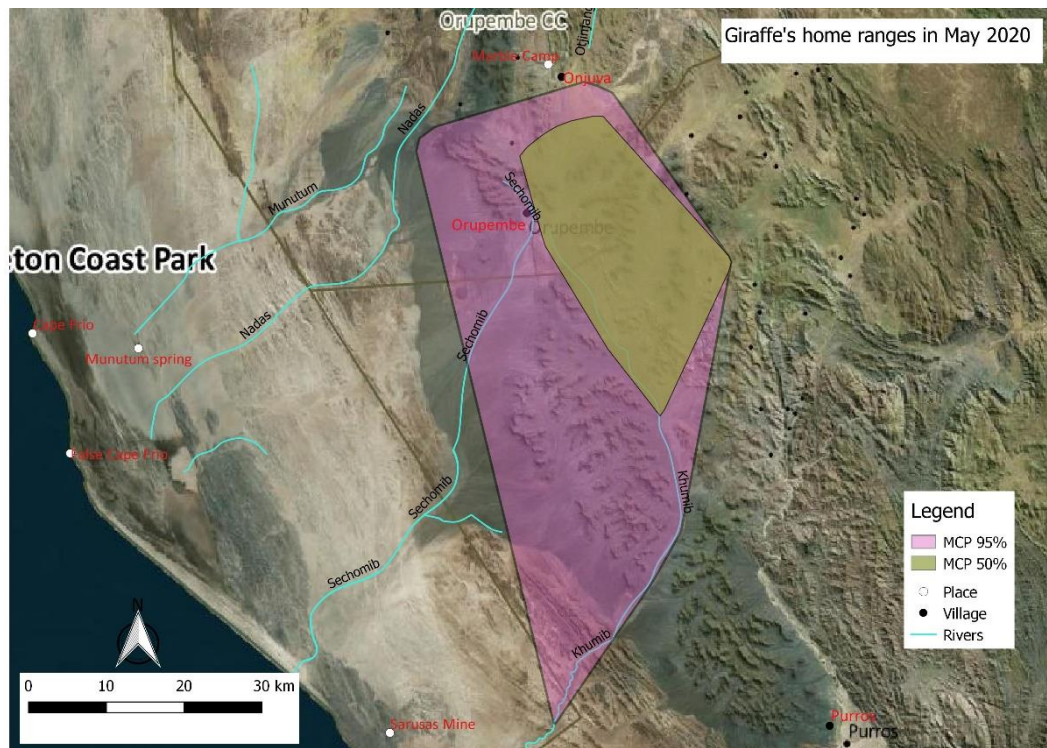 Orupembe CC
Giraffe's home ranges in May 2020
Marble Camp
Onjuva
Nadas
Munutum
Sechomib
Orupembe
Orupembe
eton Coast Park
Nadas
Cape Frio
Munutum spring
Sechomib
False Cape Frio
Khumib
Sechomib
Legend
MCP 95%
MCP 50%
Place
Village
Rivers
Sechomib
N
Khumib
0 10 20 30 km
Sarusas Mine
Purros
Purros